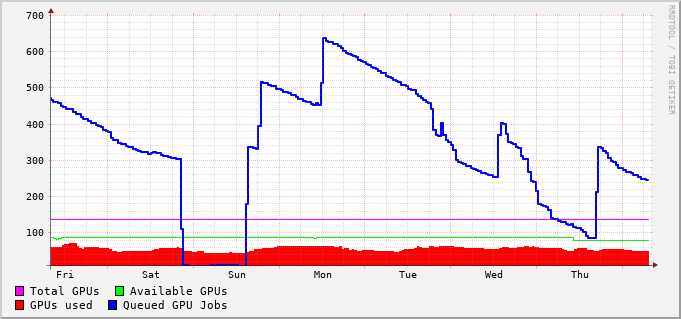 700
600
500
400
300
200
100
Fri Sat Sun Mon Tue Wed Thu
Total GPUs Available GPUs
GPUs used Queued GPU Jobs
RRDTOOL / TOBI OETIKER